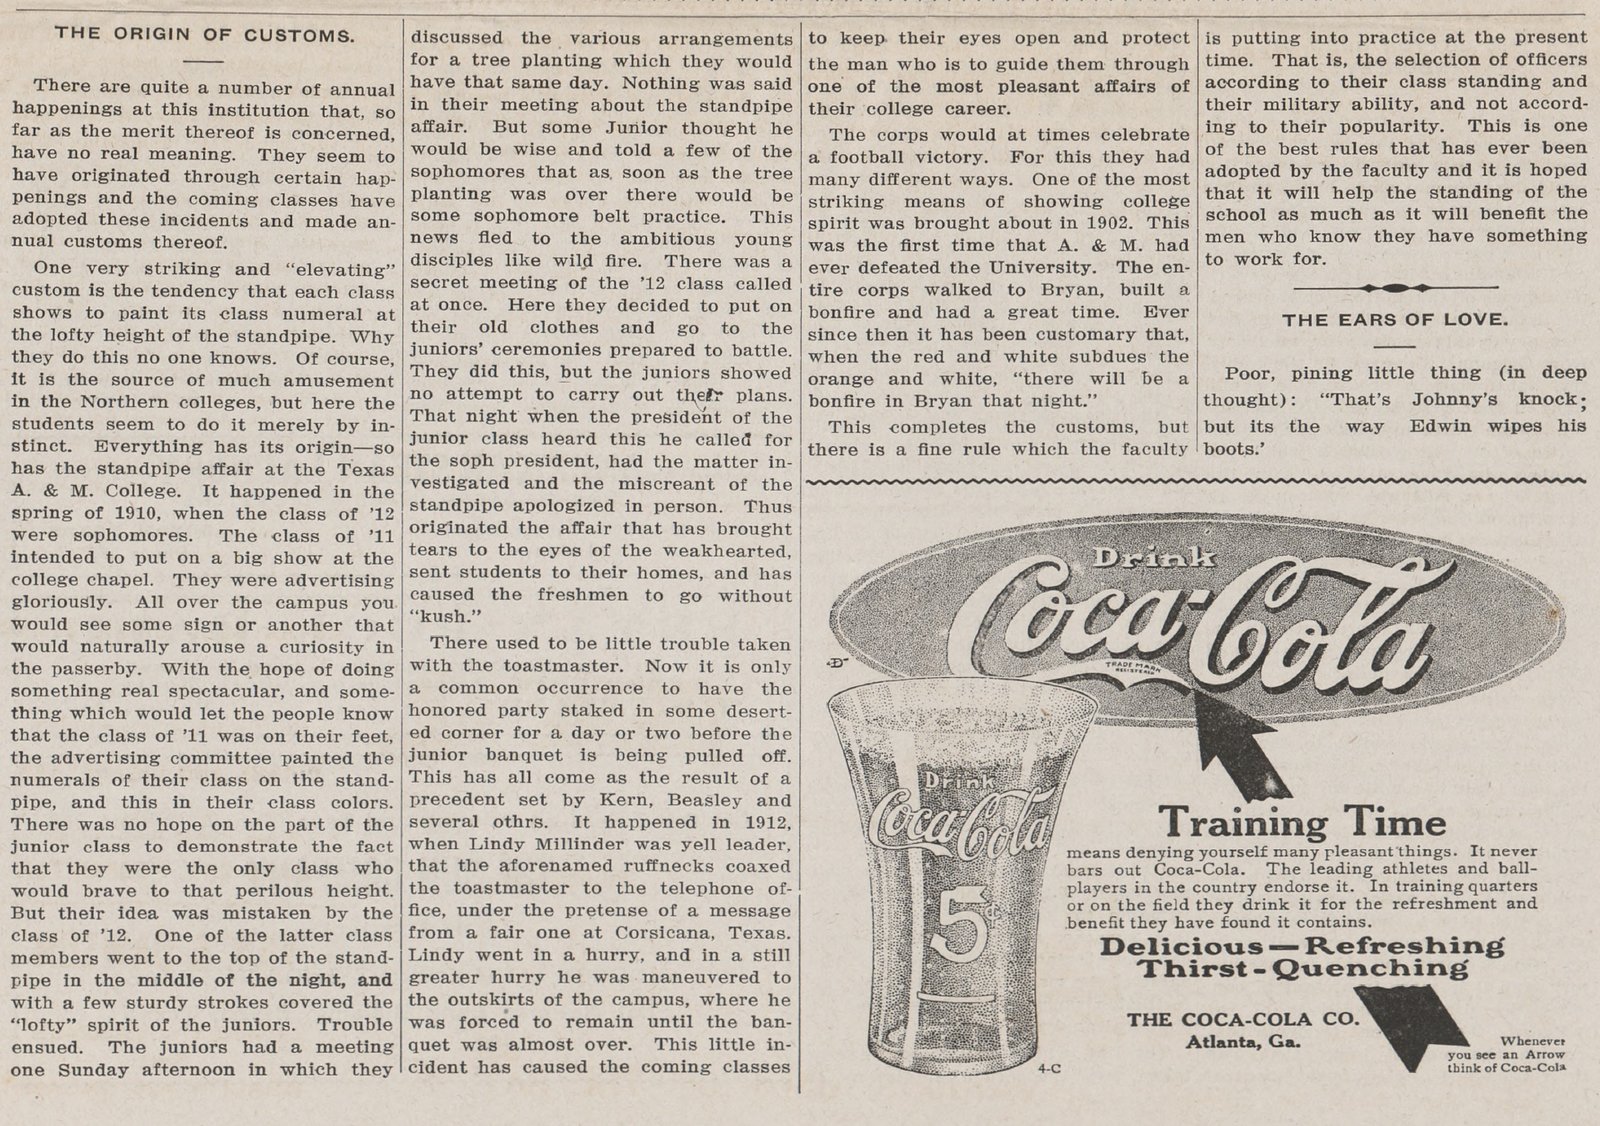 THE ORIGIN OF CUSTOMS.
There are quite a number of annual
happenings at this institution that, so
far as the merit thereof is concerned,
have no real meaning. They seem to
have originated through certain hap-
penings and the coming classes have
adopted these incidents and made an-
nual customs thereof.
One very striking and "elevating"
custom is the tendency that each class
shows to paint its class numeral at
the lofty height of the standpipe. Why
they do this no one knows. Of course,
it is the source of much amusement
in the Northern colleges, but here the
students seem to do it merely by in-
stinct. Everything has its origin—so
has the standpipe affair at the Texas
A. & M. College. It happened in the
spring of 1910, when the class of '12
were sophomores. The class of '11
intended to put on a big show at the
college chapel. They were advertising
gloriously. All over the campus you
would see some sign or another that
would naturally arouse a curiosity in
the passerby. With the hope of doing
something real spectacular, and some-
thing which would let the people know
that the class of '11 was on their feet,
the advertising committee painted the
numerals of their class on the stand-
pipe, and this in their class colors.
There was no hope on the part of the
junior class to demonstrate the fact
that they were the only class who
would brave to that perilous height.
But their idea was mistaken by the
class of '12. One of the latter class
members went to the top of the stand-
pipe in the middle of the night, and
with a few sturdy strokes covered the
"lofty" spirit of the juniors. Trouble
ensued. The juniors had a meeting
one Sunday afternoon in which they
discussed the various arrangements
for a tree planting which they would
have that same day. Nothing was said
in their meeting about the standpipe
affair. But some Junior thought he
would be wise and told a few of the
sophomores that as soon as the tree
planting was over there would be
some sophomore belt practice. This
news fled to the ambitious young
disciples like wild fire. There was a
secret meeting of the '12 class called
at once. Here they decided to put on
their old clothes and go to the
juniors' ceremonies prepared to battle.
They did this, but the juniors showed
no attempt to carry out their plans.
That night when the president of the
junior class heard this he called for
the soph president, had the matter in-
vestigated and the miscreant of the
standpipe apologized in person. Thus
originated the affair that has brought
tears to the eyes of the weakhearted,
sent students to their homes, and has
caused the freshmen to go without
"kush."
There used to be little trouble taken
with the toastmaster. Now it is only
a common occurrence to have the
honored party staked in some desert-
ed corner for a day or two before the
junior banquet is being pulled off.
This has all come as the result of a
precedent set by Kern, Beasley and
several othrs. It happened in 1912,
when Lindy Millinder was yell leader,
that the aforenamed ruffnecks coaxed
the toastmaster to the telephone of-
fice, under the pretense of a message
from a fair one at Corsicana, Texas.
Lindy went in a hurry, and in a still
greater hurry he was maneuvered to
the outskirts of the campus, where he
was forced to remain until the ban-
quet was almost over. This little in-
cident has caused the coming classes
to keep their eyes open and protect
the man who is to guide them through
one of the most pleasant affairs of
their college career.
The corps would at times celebrate
a football victory. For this they had
many different ways. One of the most
striking means of showing college
spirit was brought about in 1902. This
was the first time that A. & M. had
ever defeated the University. The en-
tire corps walked to Bryan, built a
bonfire and had a great time. Ever
since then it has been customary that,
when the red and white subdues the
orange and white, "there will be a
bonfire in Bryan that night."
This completes the customs, but
there is a fine rule which the faculty
is putting into practice at the present
time. That is, the selection of officers
according to their class standing and
their military ability, and not accord-
ing to their popularity. This is one
of the best rules that has ever been
adopted by the faculty and it is hoped
that it will help the standing of the
school as much as it will benefit the
men who know they have something
to work for.
THE EARS OF LOVE.
Poor, pining little thing (in deep
thought): "That's Johnny's knock;
but its the way Edwin wipes his
boots.'
Drink
Coca-Cola
TRADE MARK
REGISTERED
Drink
Coca-Cola
5¢
4-C
Training Time
means denying yourself many pleasant things. It never
bars out Coca-Cola. The leading athletes and ball-
players in the country endorse it. In training quarters
or on the field they drink it for the refreshment and
benefit they have found it contains.
Delicious—Refreshing
Thirst-Quenching
THE COCA-COLA CO.
Atlanta, Ga.
Whenever
you see an Arrow
think of Coca-Cola